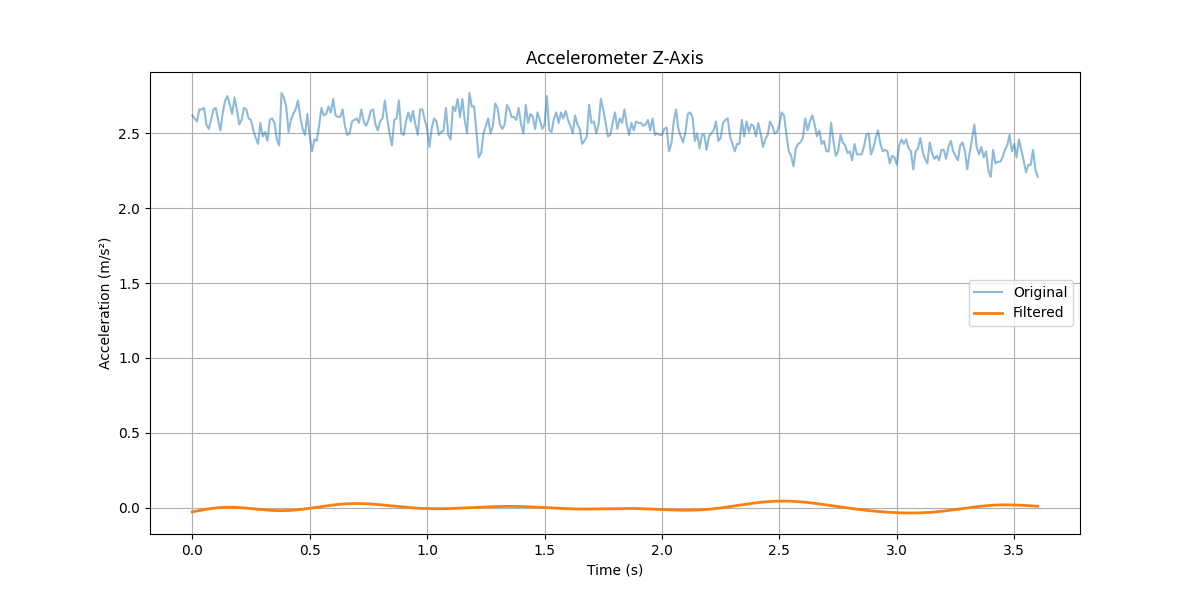 Accelerometer Z-Axis
Acceleration (m/s²)
2.5
2.0
1.5
1.0
0.5
0.0
Original
Filtered
0.0 0.5 1.0 1.5 2.0 2.5 3.0 3.5
Time (s)